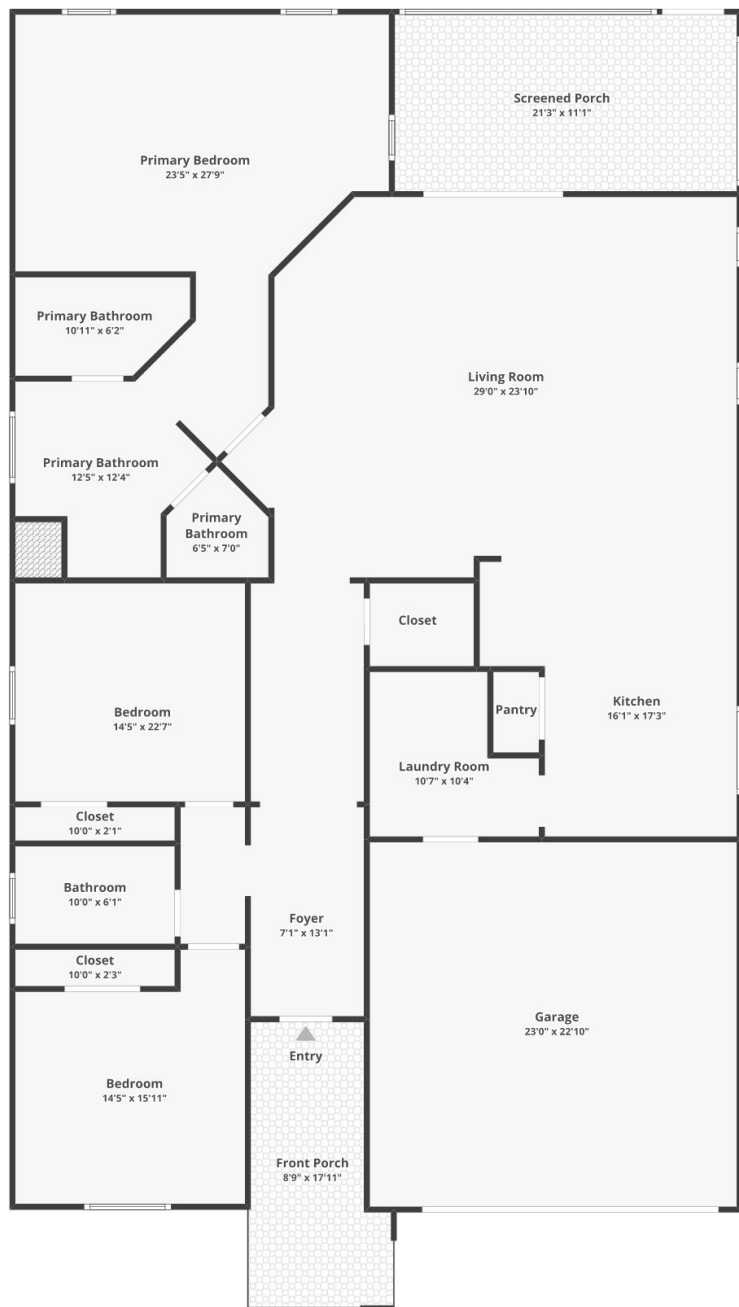 Screened Porch
21'3" x 11'1"
Primary Bedroom
23'5" x 27'9"
Primary Bathroom
10'11" x 6'2"
Living Room
29'0" x 23'10"
Primary Bathroom
12'5" x 12'4"
Primary
Bathroom
6'5" x 7'0"
Closet
Bedroom
14'5" x 22'7"
Pantry
Kitchen
16'1" x 17'3"
Laundry Room
10'7" x 10'4"
Closet
10'0" x 2'1"
Bathroom
10'0" x 6'1"
Foyer
7'1" x 13'1"
Closet
10'0" x 2'3"
Garage
23'0" x 22'10"
Entry
Bedroom
14'5" x 15'11"
Front Porch
8'9" x 17'11"